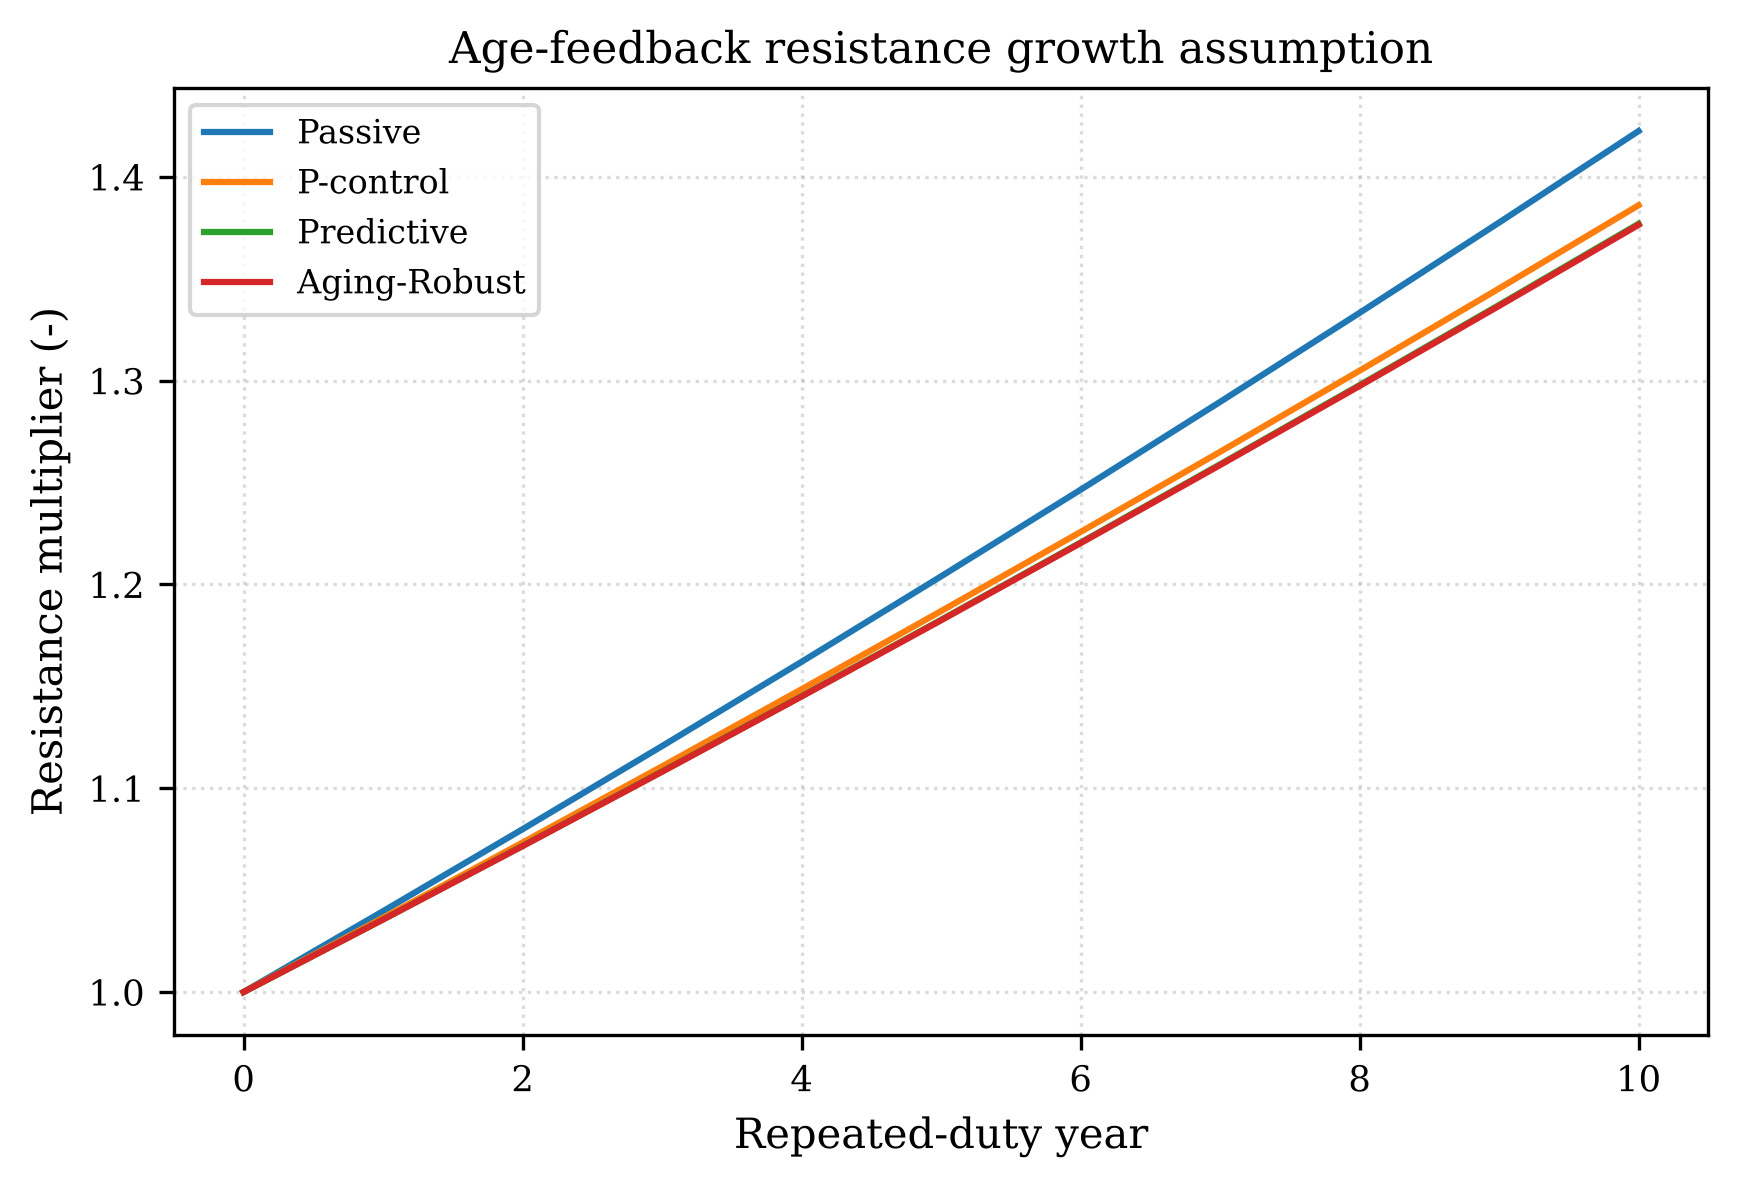 Age-feedback resistance growth assumption
Passive
P-control
Predictive
Aging-Robust
Resistance multiplier (-)
1.4
1.3
1.2
1.1
1.0
0 2 4 6 8 10
Repeated-duty year